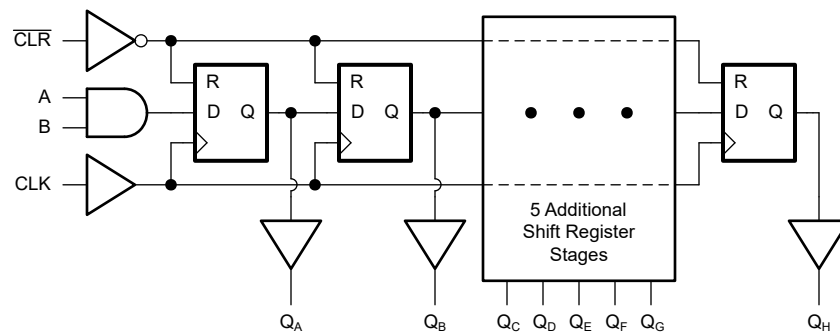 CLR
R
R
R
A
D Q
D Q
D Q
B
CLK
5 Additional
Shift Register
Stages
QA
QB
QC
QD
QE
QF
QG
QH